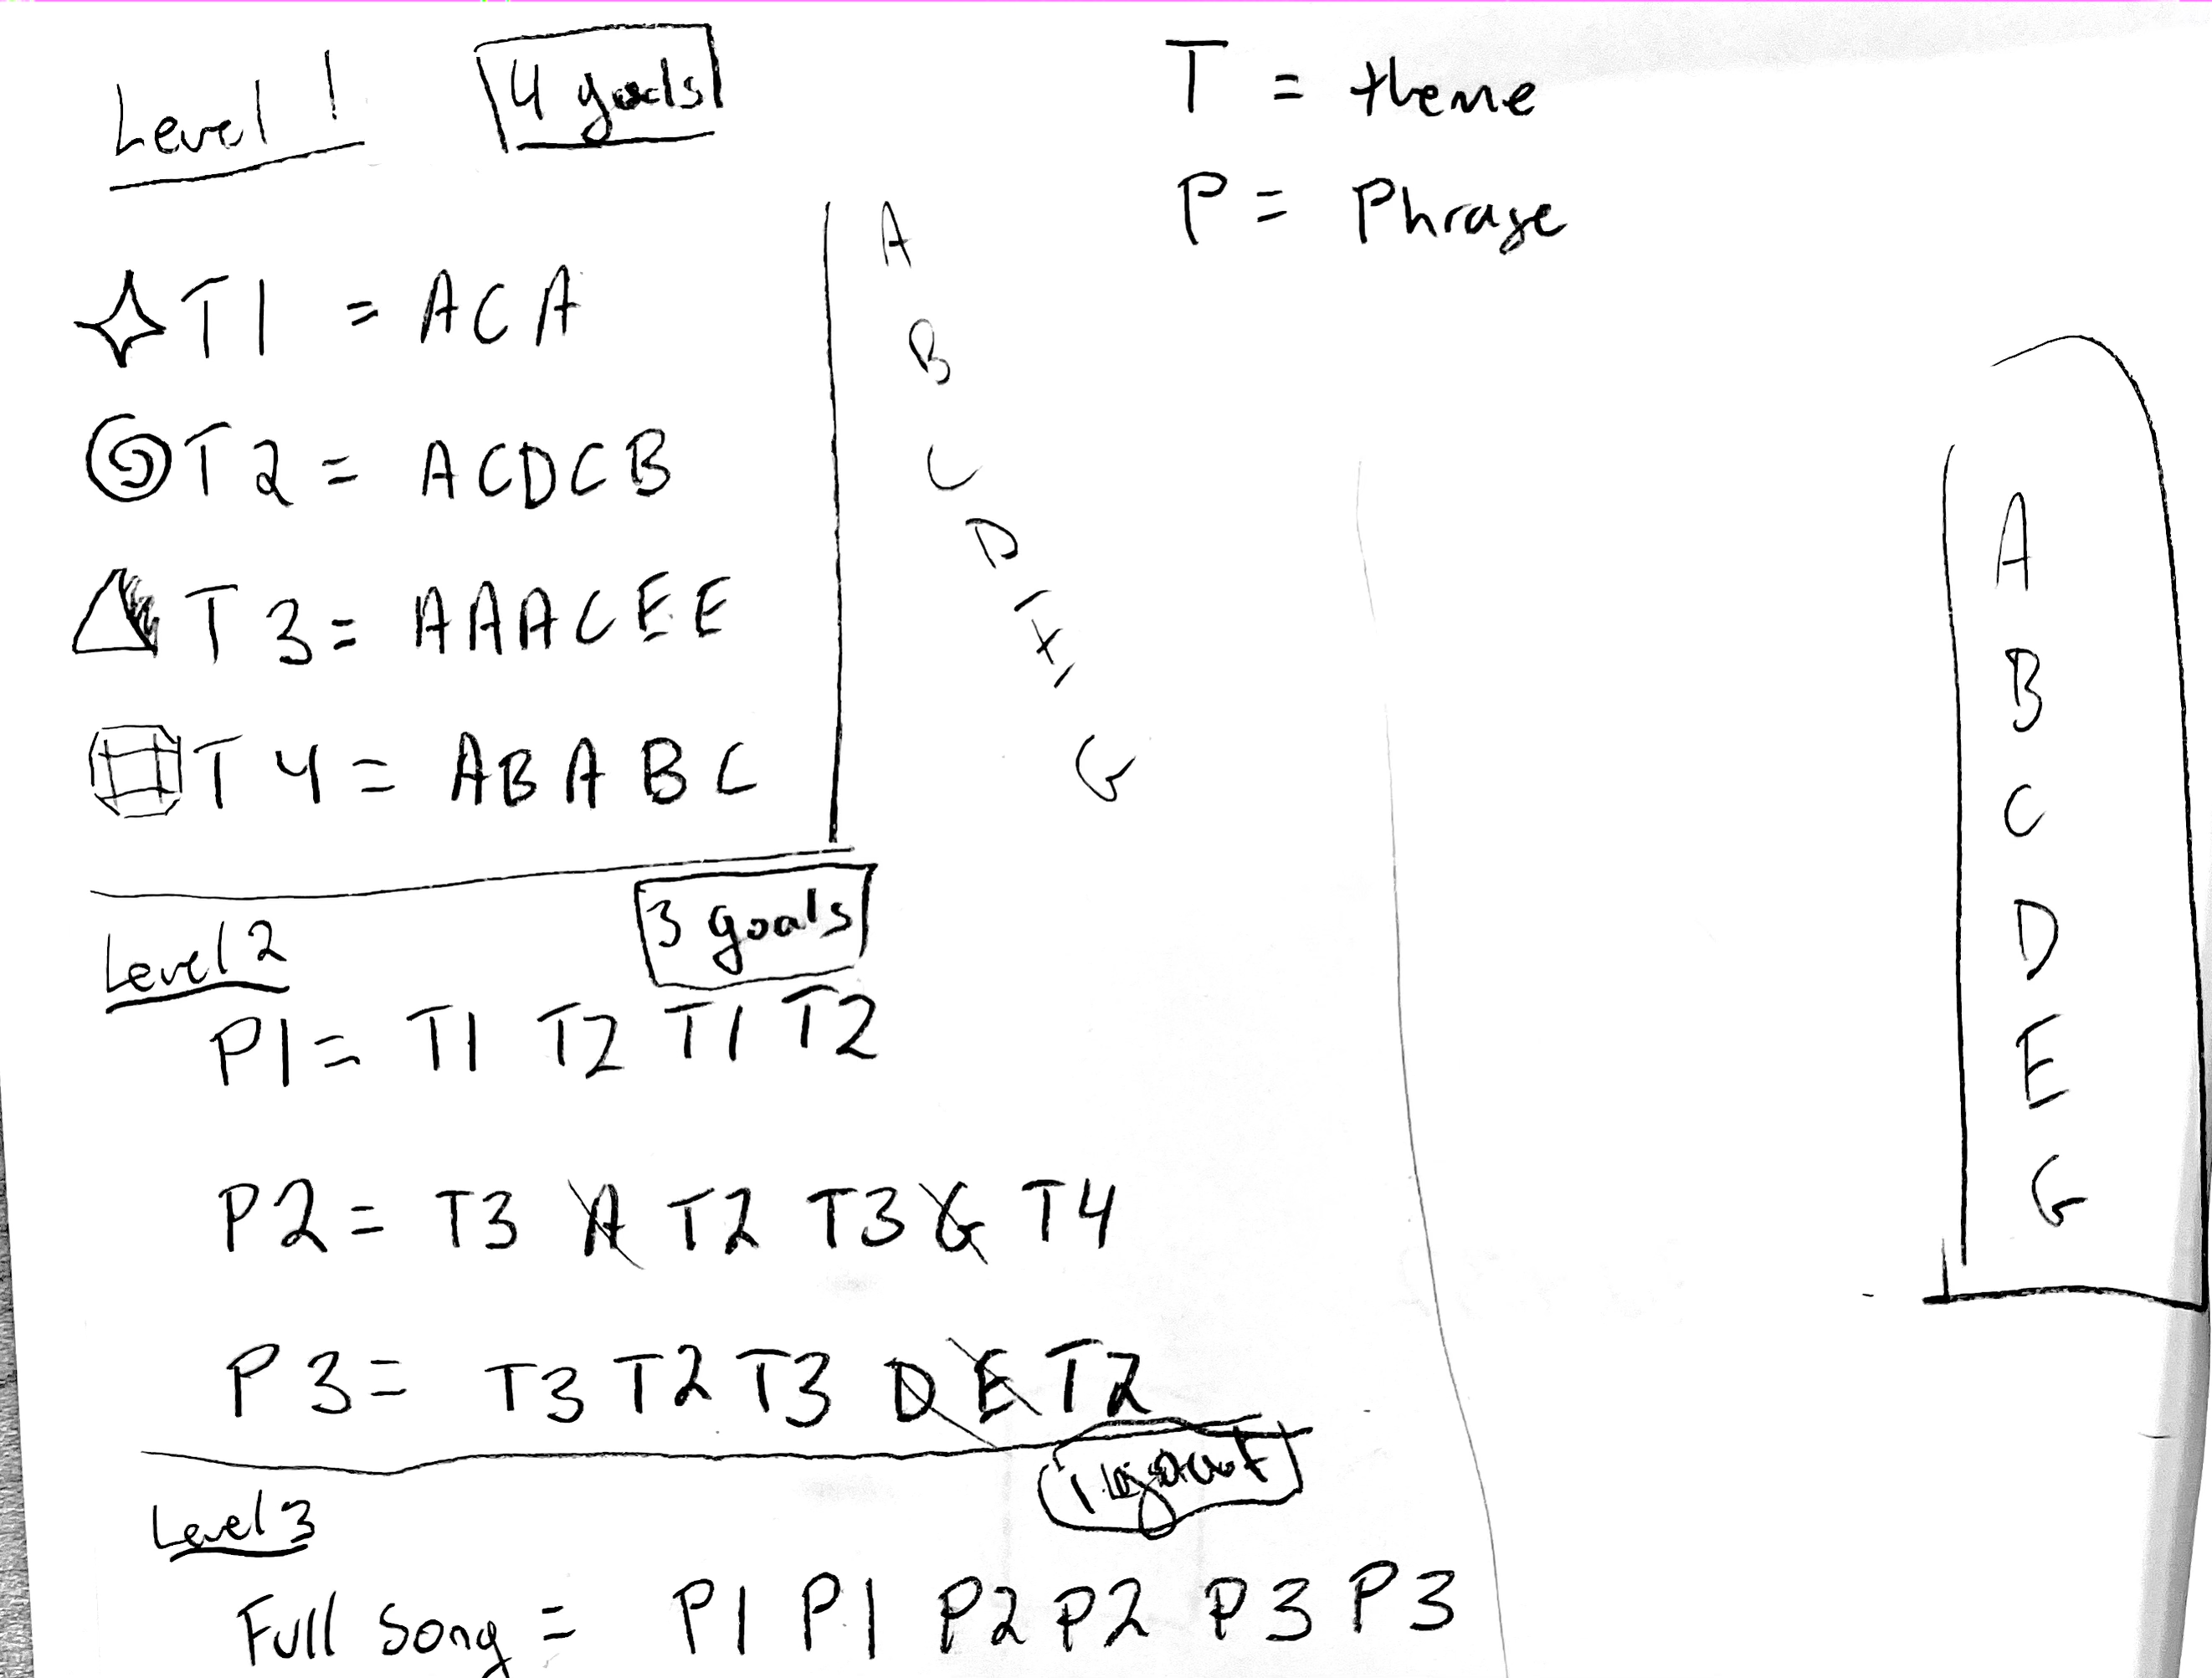 Level 1 4 goals
T = theme
P = Phrase
T1 = ACA
T2 = ACDCB
T3 = AAACEE
T4 = ABABC
A
B
C
D
E
G
A
B
C
D
E
G
Level 2 3 goals
P1 = T1 T2 T1 T2
P2 = T3 A T2 T3 G T4
P3 = T3 T2 T3 D E T2
Level 3 1
Full Song = P1 P1 P2 P2 P3 P3